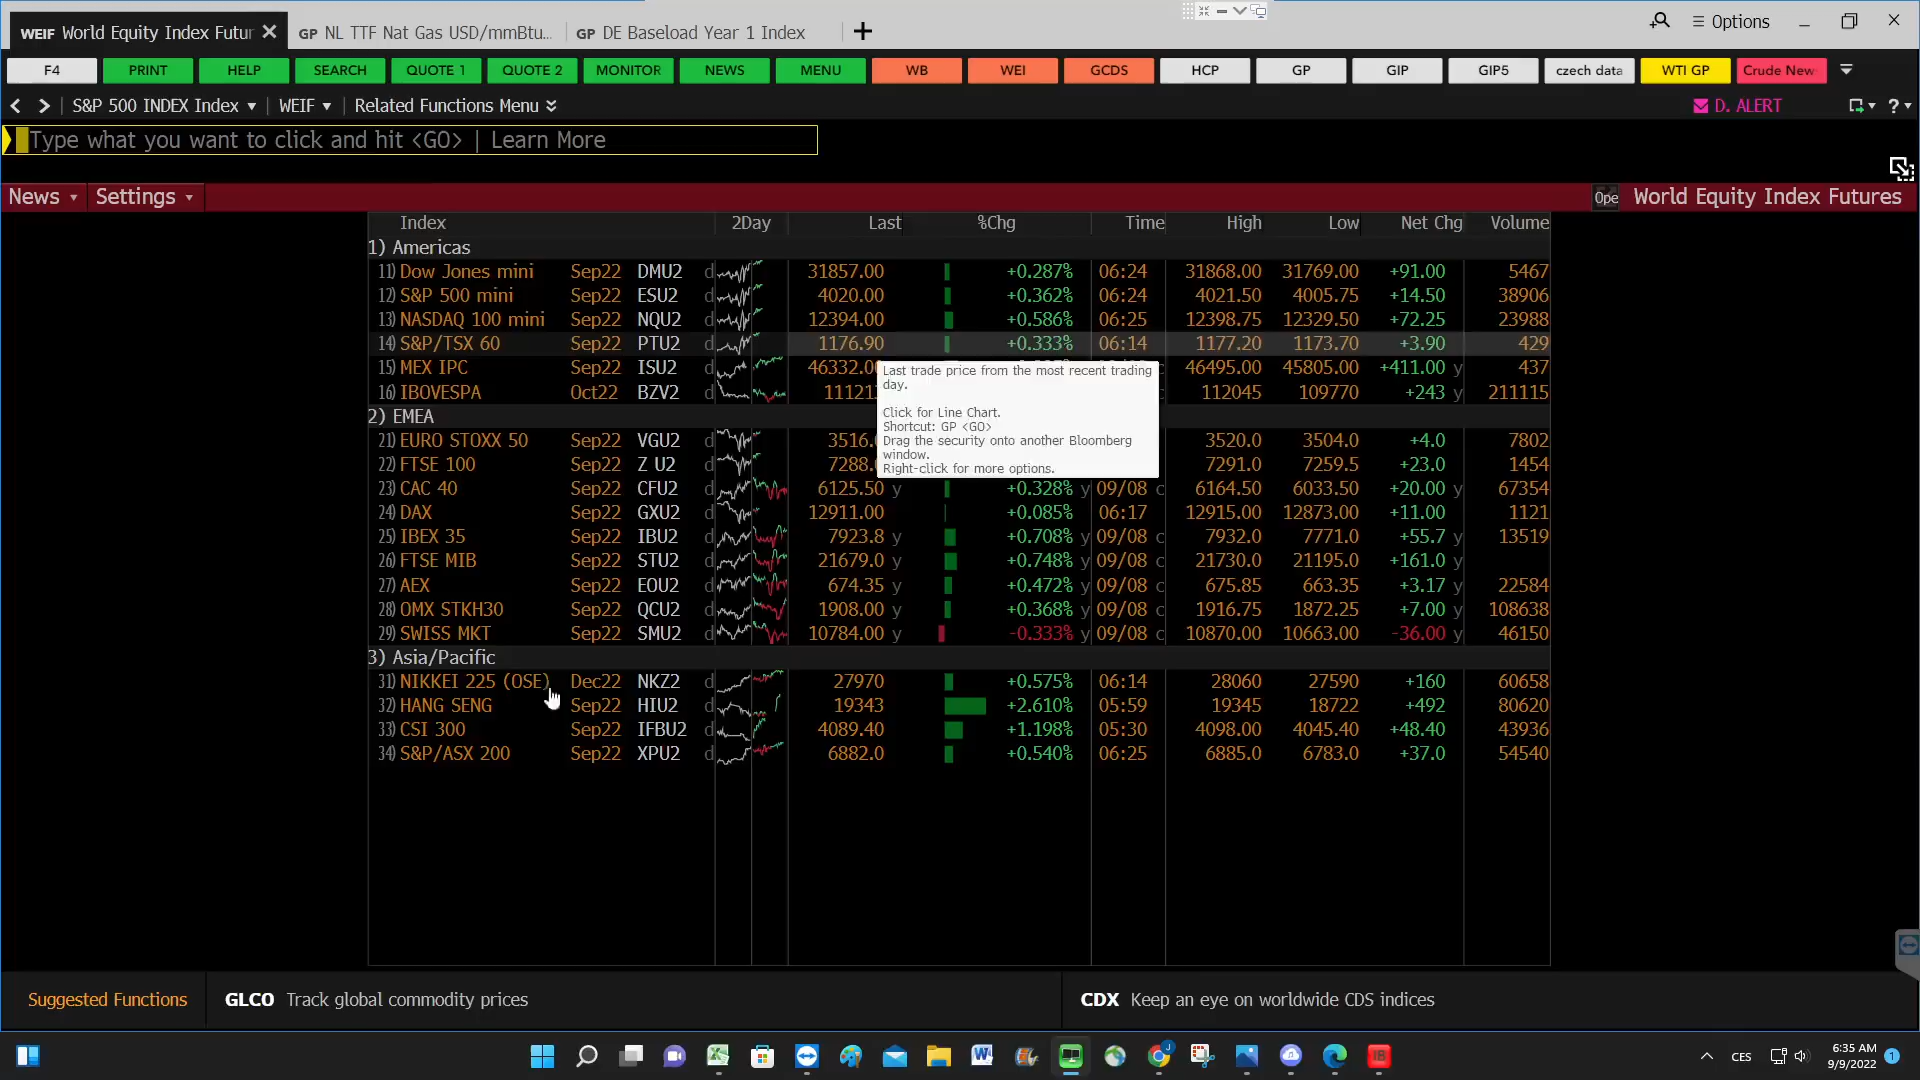 WEIF World Equity Index Futur
GP NL TTF Nat Gas USD/mmBtu...
GP DE Baseload Year 1 Index
Options
F4 PRINT HELP SEARCH QUOTE 1 QUOTE 2 MONITOR NEWS MENU WB WEI GCDS HCP GP GIP GIP5 czech data WTI GP Crude New
S&P 500 INDEX Index WEIF Related Functions Menu D. ALERT ?
Type what you want to click and hit <GO> | Learn More
News Settings Ope World Equity Index Futures
Index 2Day Last %Chg Time High Low Net Chg Volume
1) Americas
11) Dow Jones mini Sep22 DMU2 d 31857.00 +0.287% 06:24 31868.00 31769.00 +91.00 5467
12) S&P 500 mini Sep22 ESU2 d 4020.00 +0.362% 06:24 4021.50 4005.75 +14.50 38906
13) NASDAQ 100 mini Sep22 NQU2 d 12394.00 +0.586% 06:25 12398.75 12329.50 +72.25 23988
14) S&P/TSX 60 Sep22 PTU2 d 1176.90 +0.333% 06:14 1177.20 1173.70 +3.90 429
15) MEX IPC Sep22 ISU2 d 46332.00 46495.00 45805.00 +411.00 y 437
16) IBOVESPA Oct22 BZV2 d 11121 112045 109770 +243 y 211115
Last trade price from the most recent trading
day.
Click for Line Chart.
Shortcut: GP <GO>
Drag the security onto another Bloomberg
window.
Right-click for more options.
2) EMEA
21) EURO STOXX 50 Sep22 VGU2 d 3516. 3520.0 3504.0 +4.0 7802
22) FTSE 100 Sep22 Z U2 d 7288. 7291.0 7259.5 +23.0 1454
23) CAC 40 Sep22 CFU2 d 6125.50 y +0.328% y 09/08 c 6164.50 6033.50 +20.00 y 67354
24) DAX Sep22 GXU2 d 12911.00 +0.085% 06:17 12915.00 12873.00 +11.00 1121
25) IBEX 35 Sep22 IBU2 d 7923.8 y +0.708% y 09/08 c 7932.0 7771.0 +55.7 y 13519
26) FTSE MIB Sep22 STU2 d 21679.0 y +0.748% y 09/08 c 21730.0 21195.0 +161.0 y
27) AEX Sep22 EOU2 d 674.35 y +0.472% y 09/08 c 675.85 663.35 +3.17 y 22584
28) OMX STKH30 Sep22 QCU2 d 1908.00 y +0.368% y 09/08 c 1916.75 1872.25 +7.00 y 108638
29) SWISS MKT Sep22 SMU2 d 10784.00 y -0.333% y 09/08 c 10870.00 10663.00 -36.00 y 46150
3) Asia/Pacific
31) NIKKEI 225 (OSE) Dec22 NKZ2 d 27970 +0.575% 06:14 28060 27590 +160 60658
32) HANG SENG Sep22 HIU2 d 19343 +2.610% 05:59 19345 18722 +492 80620
33) CSI 300 Sep22 IFBU2 d 4089.40 +1.198% 05:30 4098.00 4045.40 +48.40 43936
34) S&P/ASX 200 Sep22 XPU2 d 6882.0 +0.540% 06:25 6885.0 6783.0 +37.0 54540
Suggested Functions GLCO Track global commodity prices CDX Keep an eye on worldwide CDS indices
CES 6:35 AM
9/9/2022 1